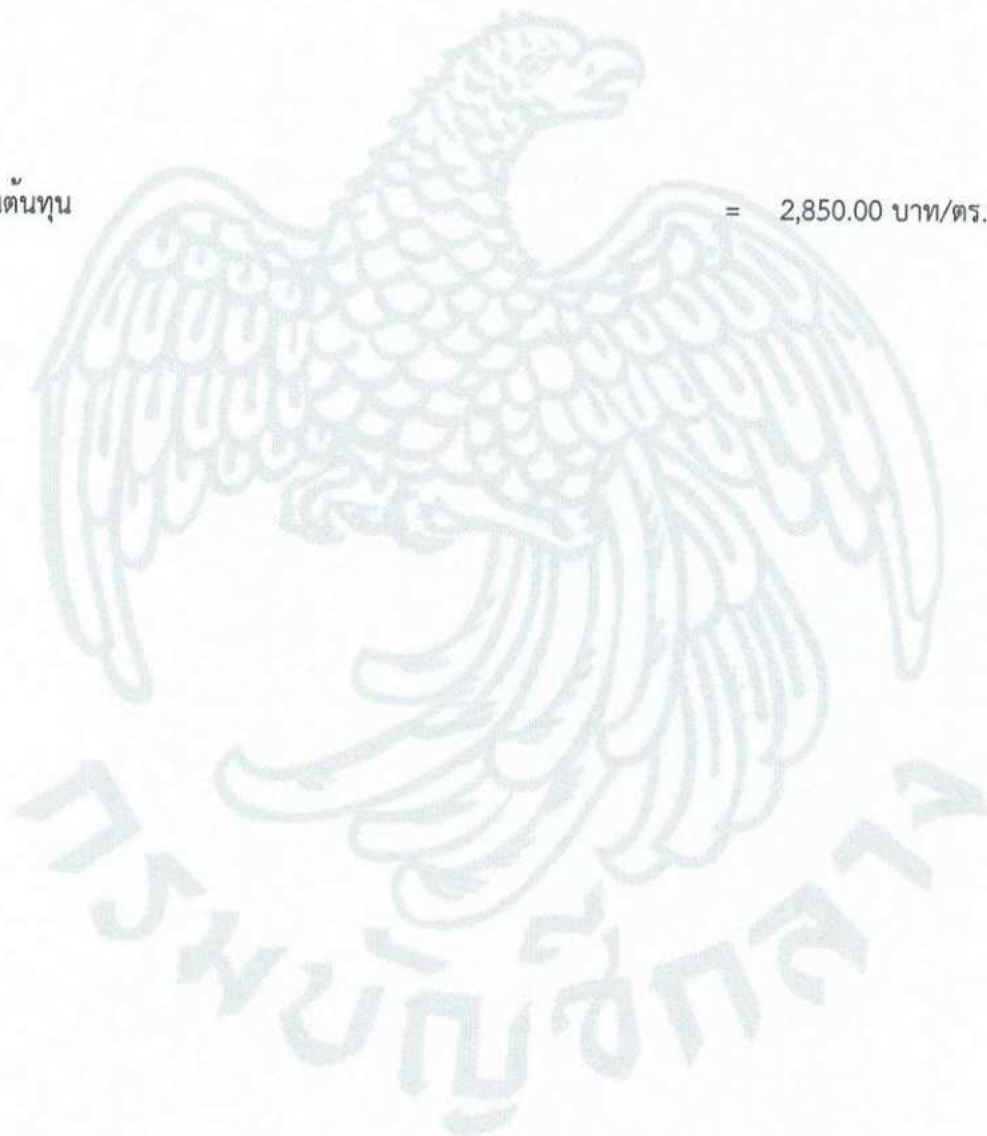 ต้นทุน = 2,850.00 บาท/ตร.
กรมบัญชีกลาง